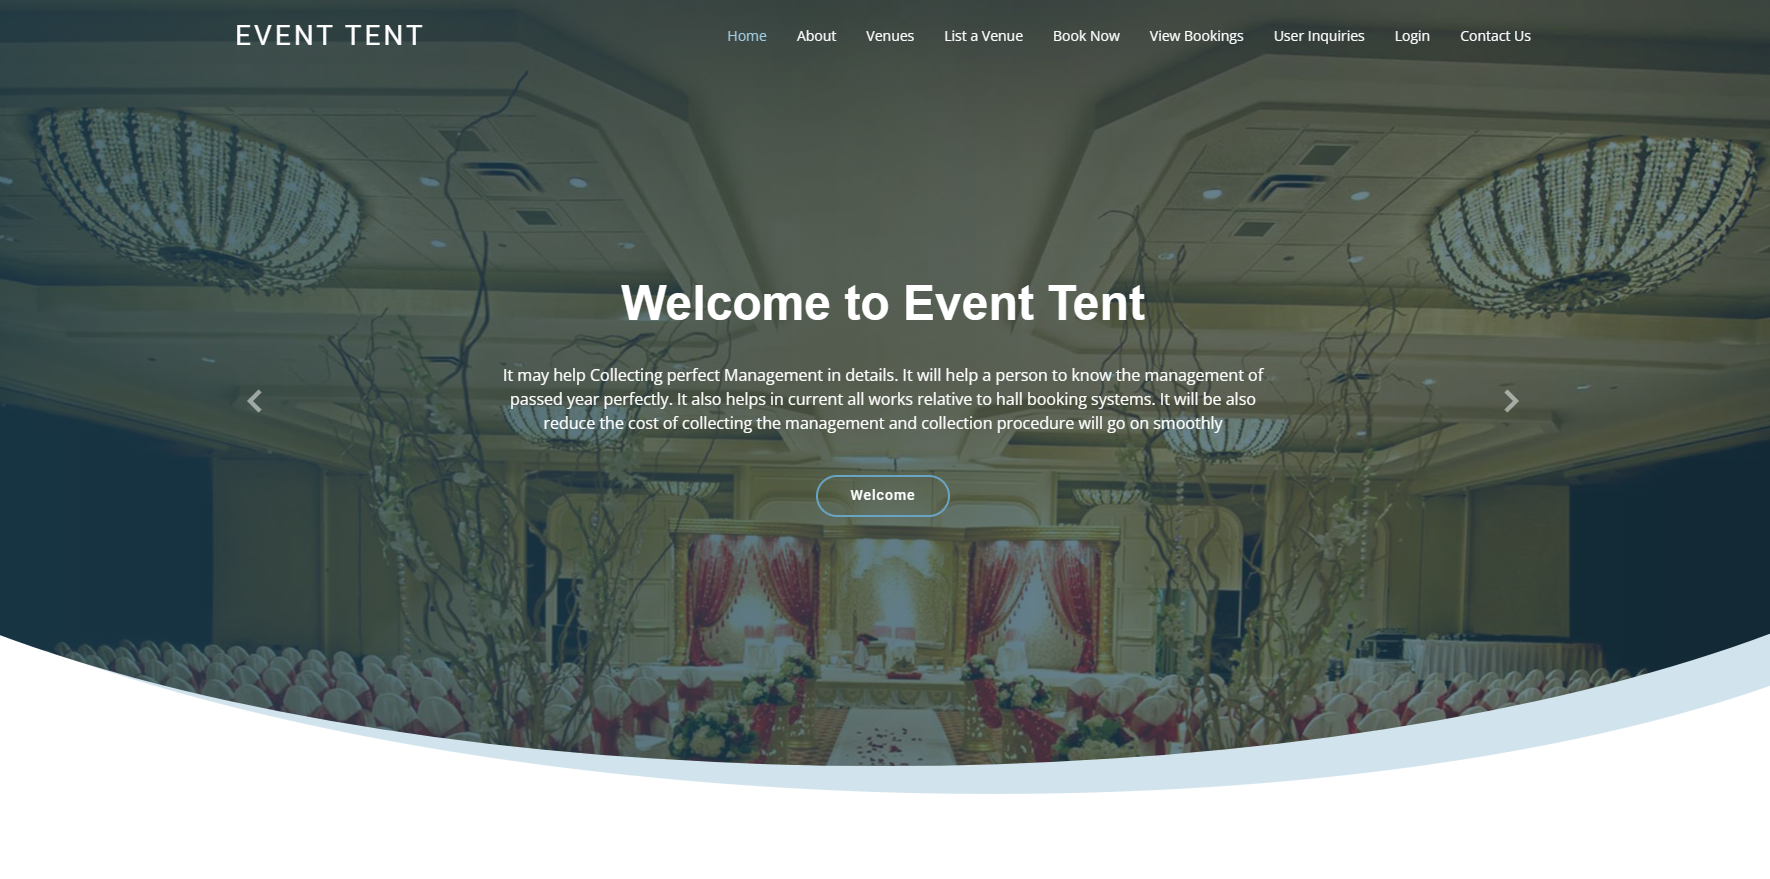 EVENT TENT
Home About Venues List a Venue Book Now View Bookings User Inquiries Login Contact Us
Welcome to Event Tent
It may help Collecting perfect Management in details. It will help a person to know the management of
passed year perfectly. It also helps in current all works relative to hall booking systems. It will be also
reduce the cost of collecting the management and collection procedure will go on smoothly
Welcome